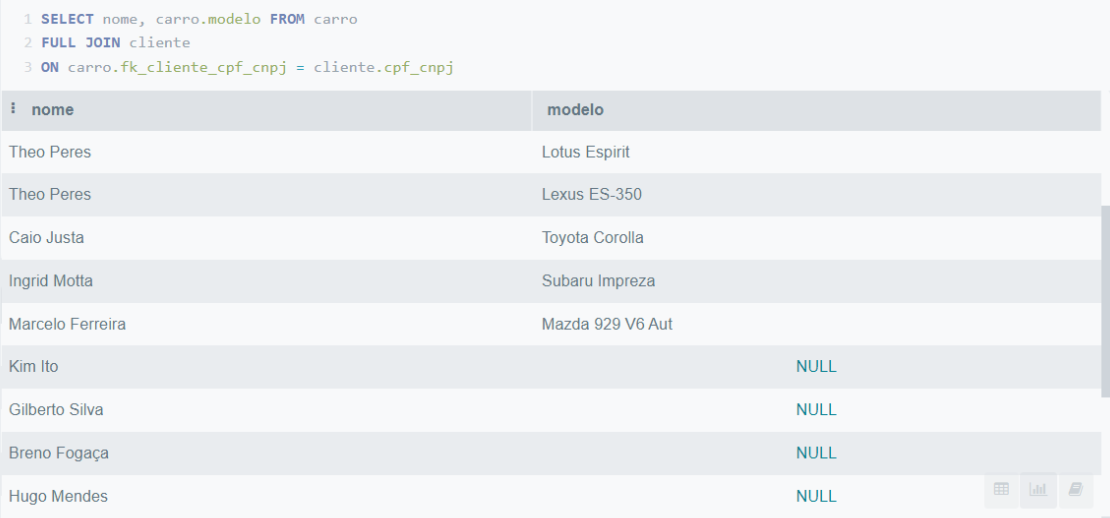 1 SELECT nome, carro.modelo FROM carro
2 FULL JOIN cliente
3 ON carro.fk_cliente_cpf_cnpj = cliente.cpf_cnpj
nome modelo
Theo Peres Lotus Espirit
Theo Peres Lexus ES-350
Caio Justa Toyota Corolla
Ingrid Motta Subaru Impreza
Marcelo Ferreira Mazda 929 V6 Aut
Kim Ito NULL
Gilberto Silva NULL
Breno Fogaça NULL
Hugo Mendes NULL